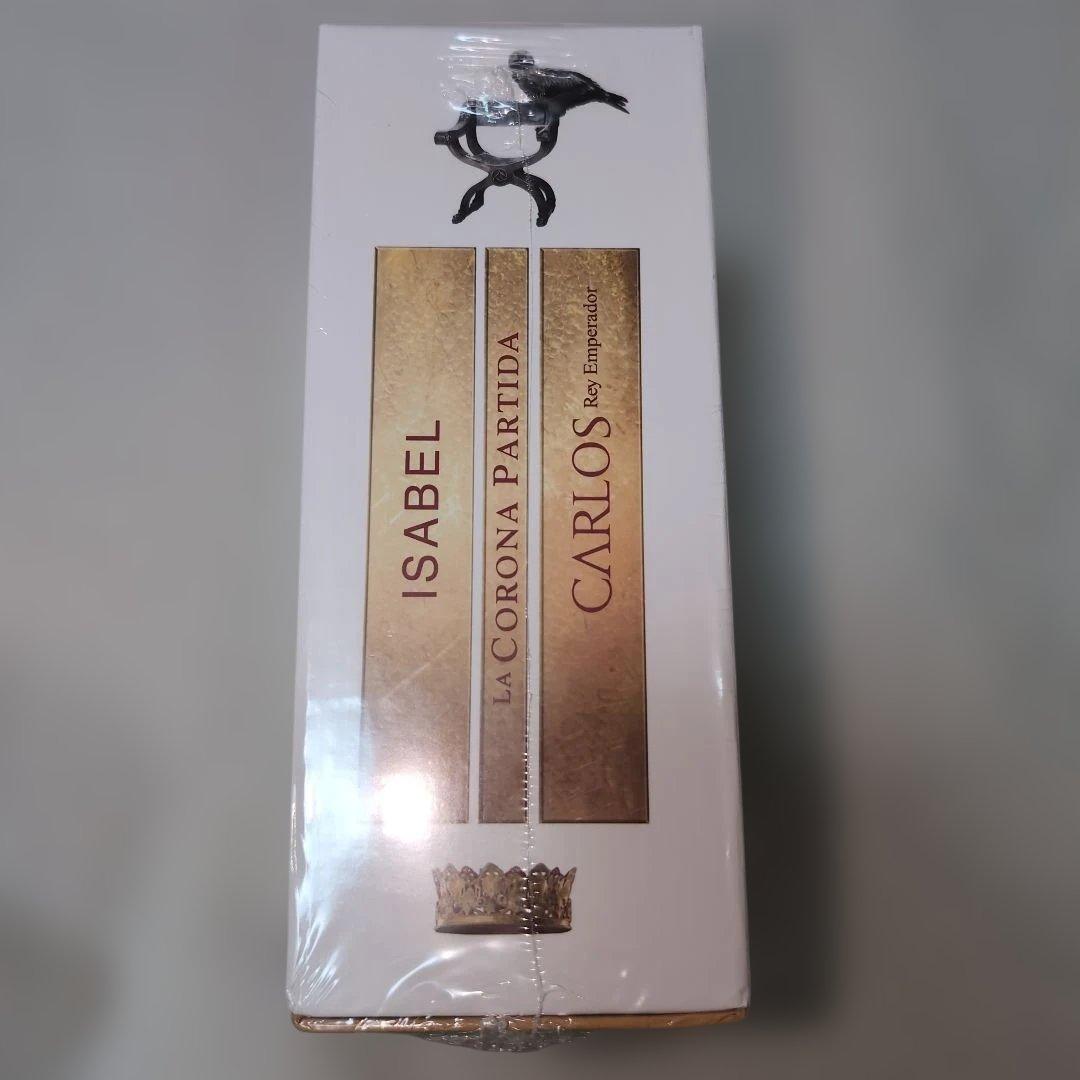 ISABEL
LA CORONA PARTIDA
CARLOS Rey Emperador